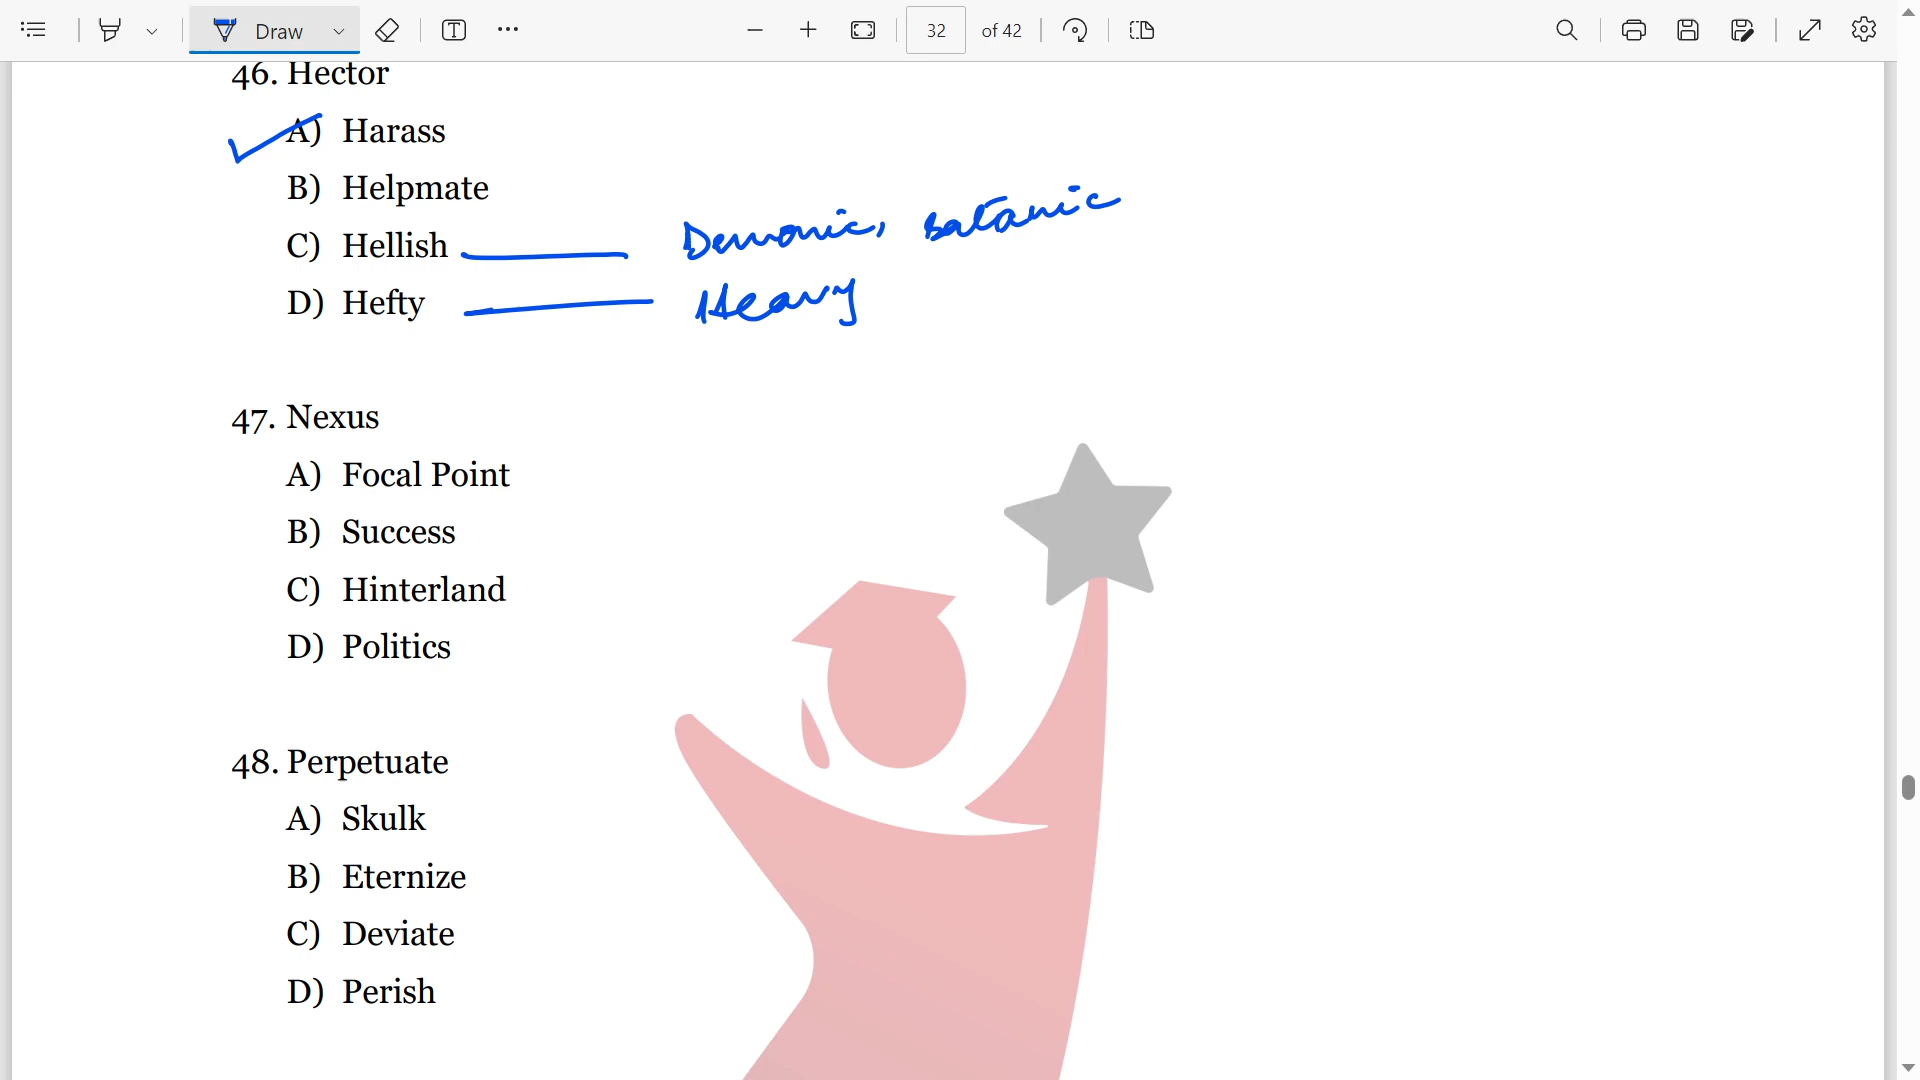 Draw
32 of 42
46. Hector
A) Harass
B) Helpmate
C) Hellish Demonic, satanic
D) Hefty Heavy
47. Nexus
A) Focal Point
B) Success
C) Hinterland
D) Politics
48. Perpetuate
A) Skulk
B) Eternize
C) Deviate
D) Perish